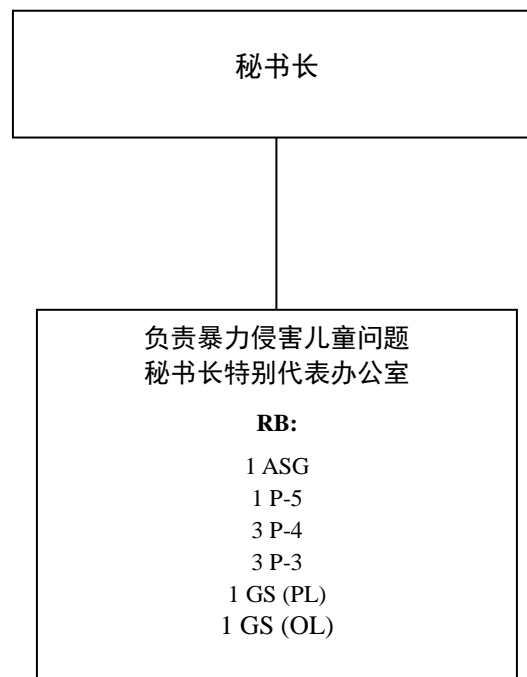 秘书长
负责暴力侵害儿童问题
秘书长特别代表办公室
RB:
1 ASG
1 P-5
3 P-4
3 P-3
1 GS (PL)
1 GS (OL)